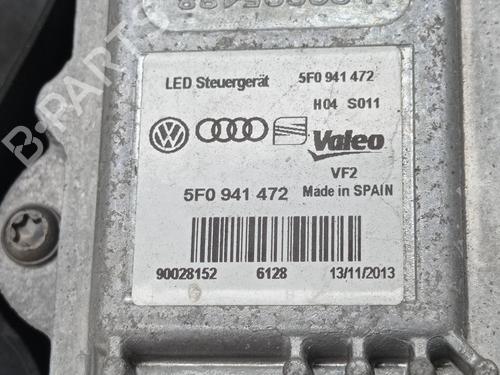 LED Steuergerät 5F0 941 472
H04 S011
Valeo
VF2
5F0 941 472 Made in SPAIN
90028152 6128 13/11/2013
B-PARTS